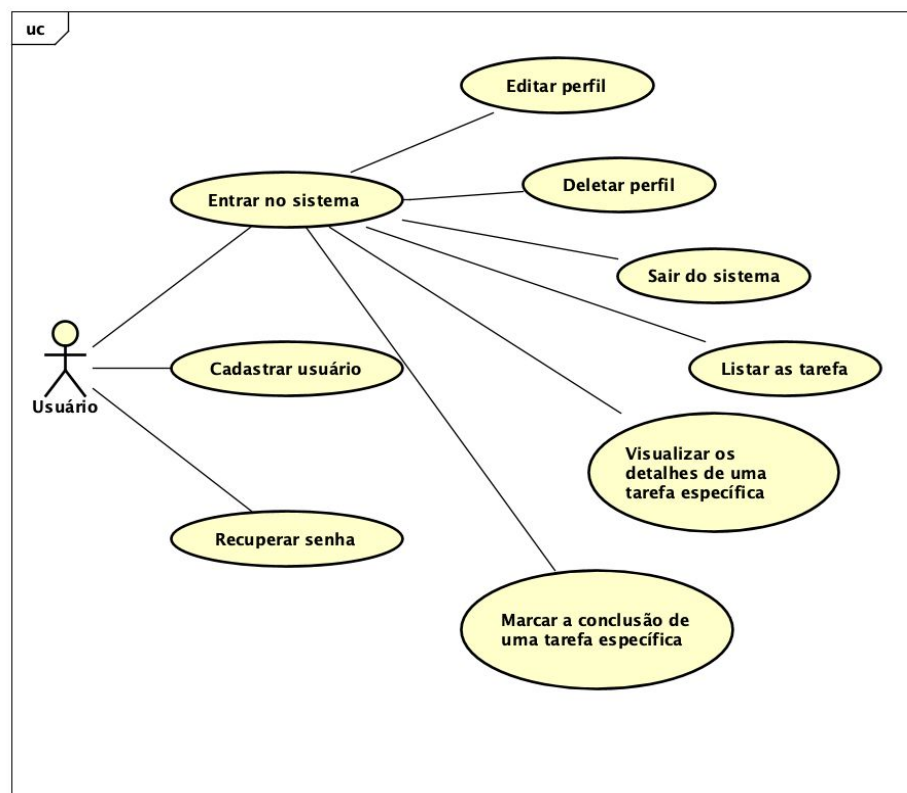 uc
Editar perfil
Deletar perfil
Entrar no sistema
Sair do sistema
Cadastrar usuário
Listar as tarefa
Usuário
Visualizar os
detalhes de uma
tarefa específica
Recuperar senha
Marcar a conclusão de
uma tarefa específica